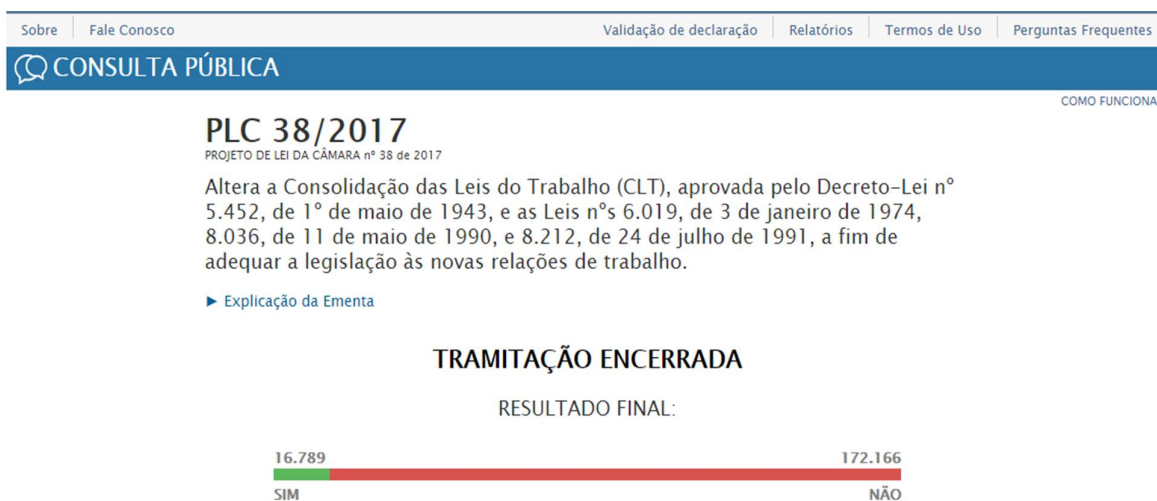 Sobre Fale Conosco Validação de declaração Relatórios Termos de Uso Perguntas Frequentes
CONSULTA PÚBLICA
COMO FUNCIONA
PLC 38/2017
PROJETO DE LEI DA CÂMARA nº 38 de 2017
Altera a Consolidação das Leis do Trabalho (CLT), aprovada pelo Decreto-Lei nº
5.452, de 1º de maio de 1943, e as Leis nºs 6.019, de 3 de janeiro de 1974,
8.036, de 11 de maio de 1990, e 8.212, de 24 de julho de 1991, a fim de
adequar a legislação às novas relações de trabalho.
► Explicação da Ementa
TRAMITAÇÃO ENCERRADA
RESULTADO FINAL:
16.789 172.166
SIM NÃO